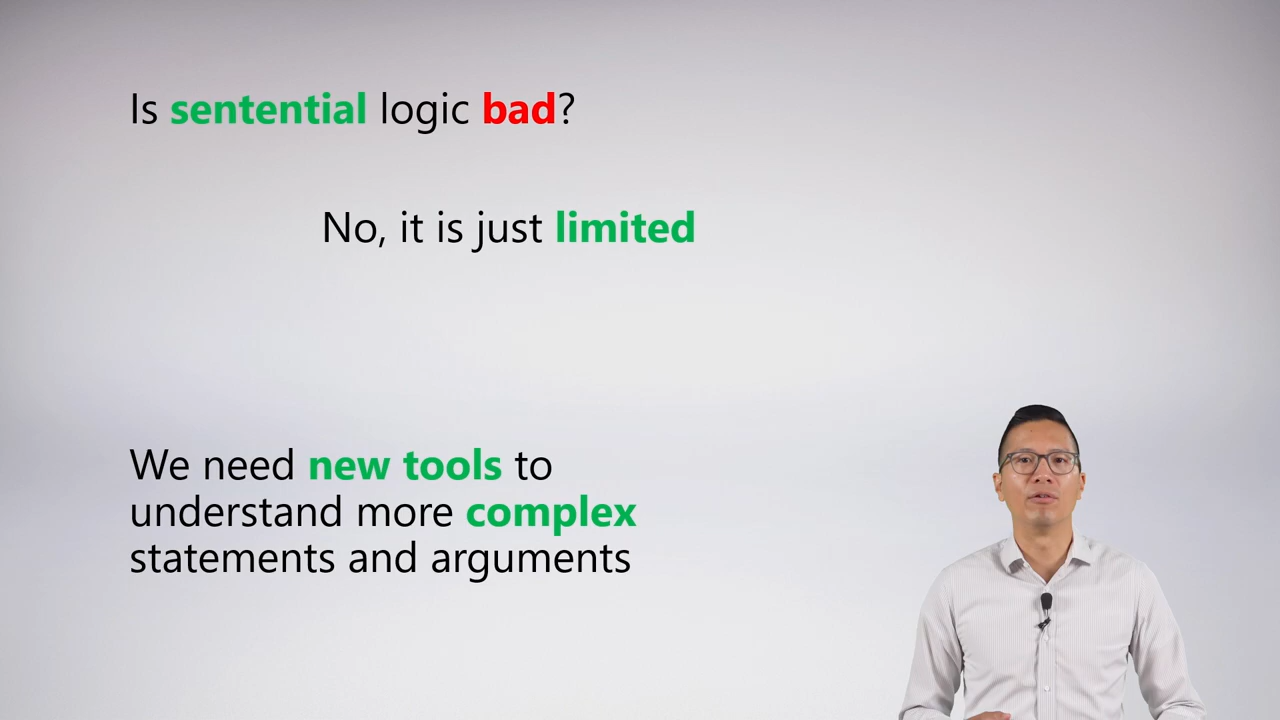 Is sentential logic bad?
No, it is just limited
We need new tools to
understand more complex
statements and arguments